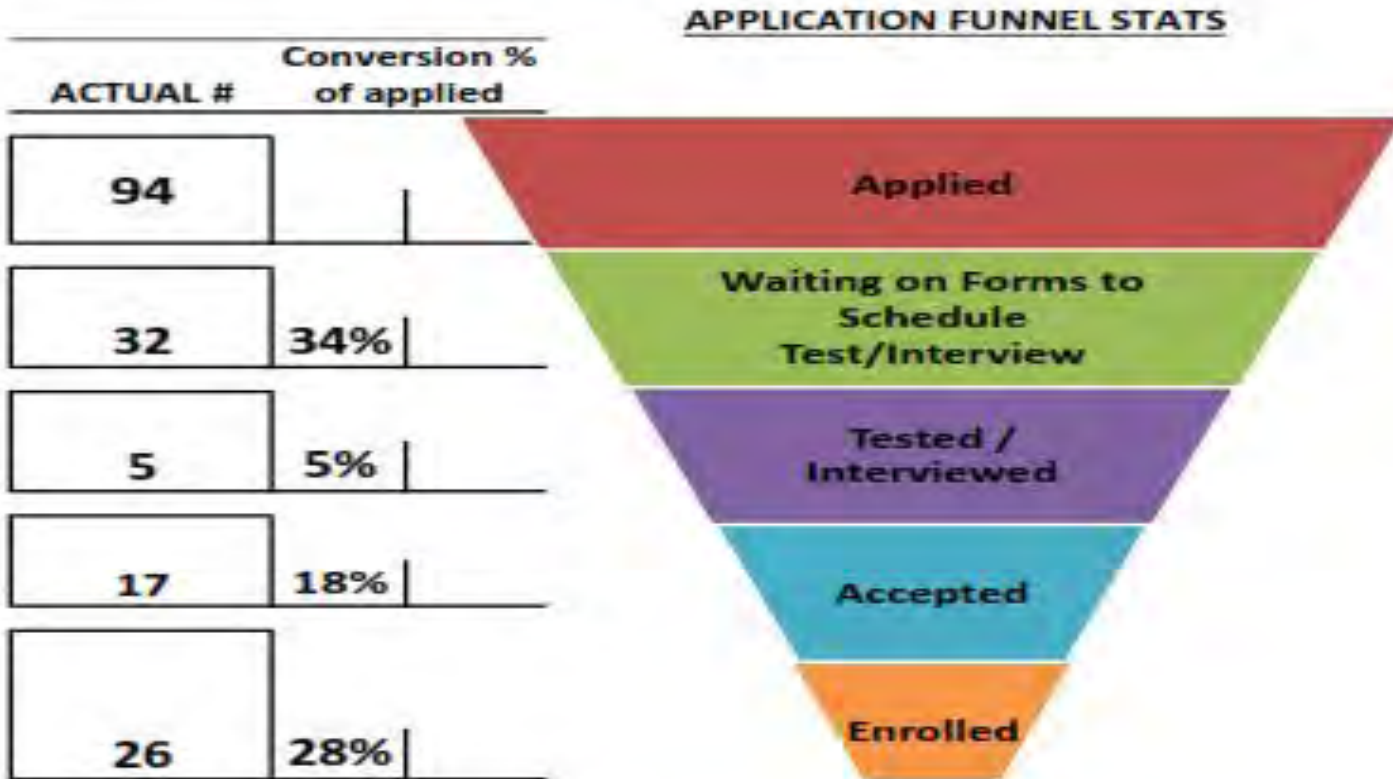 APPLICATION FUNNEL STATS
Conversion %
ACTUAL # of applied
94
Applied
32 34%
Waiting on Forms to
Schedule
Test/Interview
5 5%
Tested /
Interviewed
17 18%
Accepted
26 28%
Enrolled